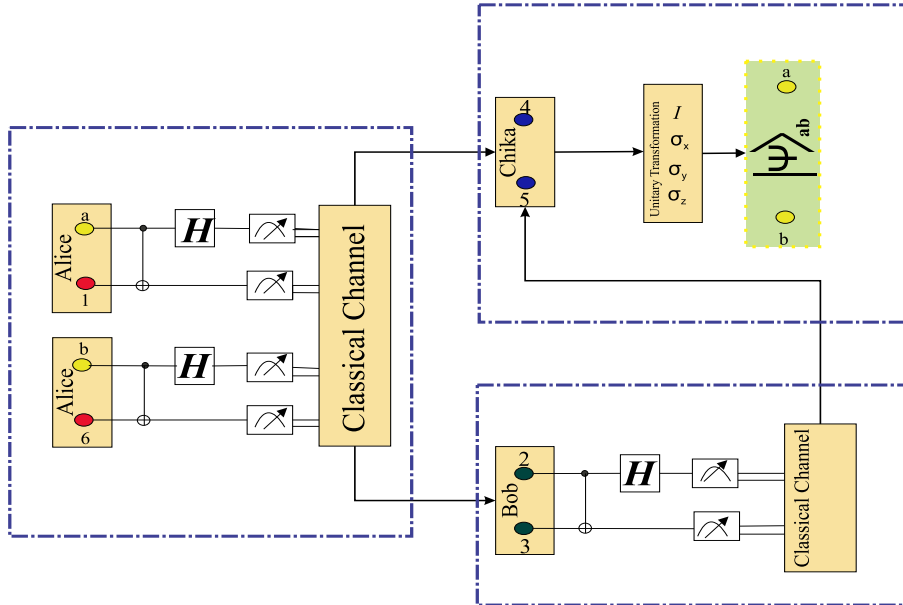 a
Alice
1
H
b
Alice
6
H
Classical Channel
4
Chika
5
Unitary Transformation
I
σx
σy
σz
a
|ψ⟩ab
b
2
Bob
3
H
Classical Channel